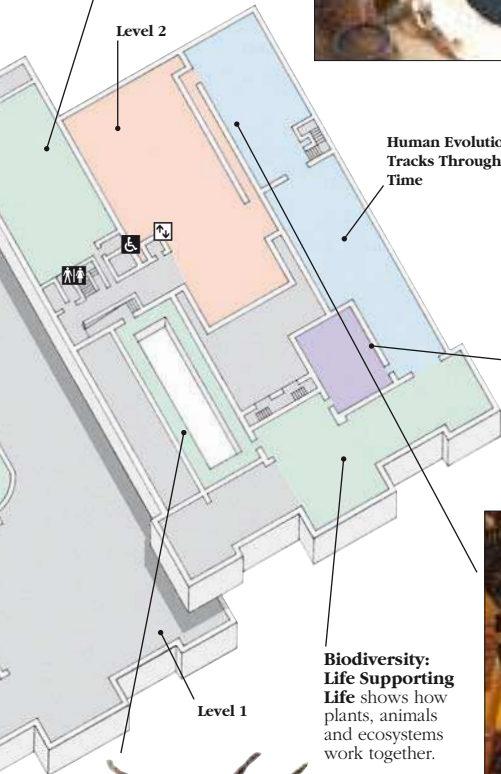 Level 2
Human Evolutio
Tracks Through
Time
Biodiversity:
Life Supporting
Life shows how
plants, animals
and ecosystems
work together.
Level 1